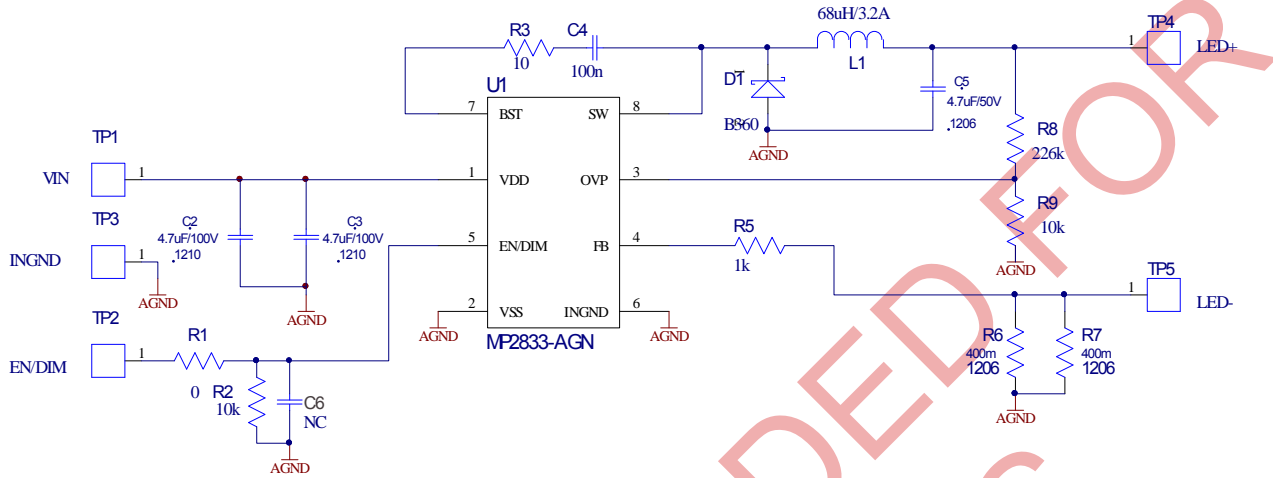 68uH/3.2A
TP4
R3
C4
1
LED+
10
100n
L1
D1
C5
4.7uF/50V
.1206
U1
B360
7
BST
SW
8
AGND
R8
226k
TP1
VIN
1
1
VDD
OVP
3
TP3
C2
4.7uF/100V
.1210
C3
4.7uF/100V
.1210
R9
10k
R5
INGND
1
5
EN/DIM
FB
4
1k
AGND
AGND
TP5
1
LED-
AGND
2
VSS
INGND
6
TP2
AGND
AGND
MP2833-AGN
R6
400m
1206
R7
400m
1206
EN/DIM
1
R1
0
R2
10k
C6
NC
AGND
AGND
DED FOR